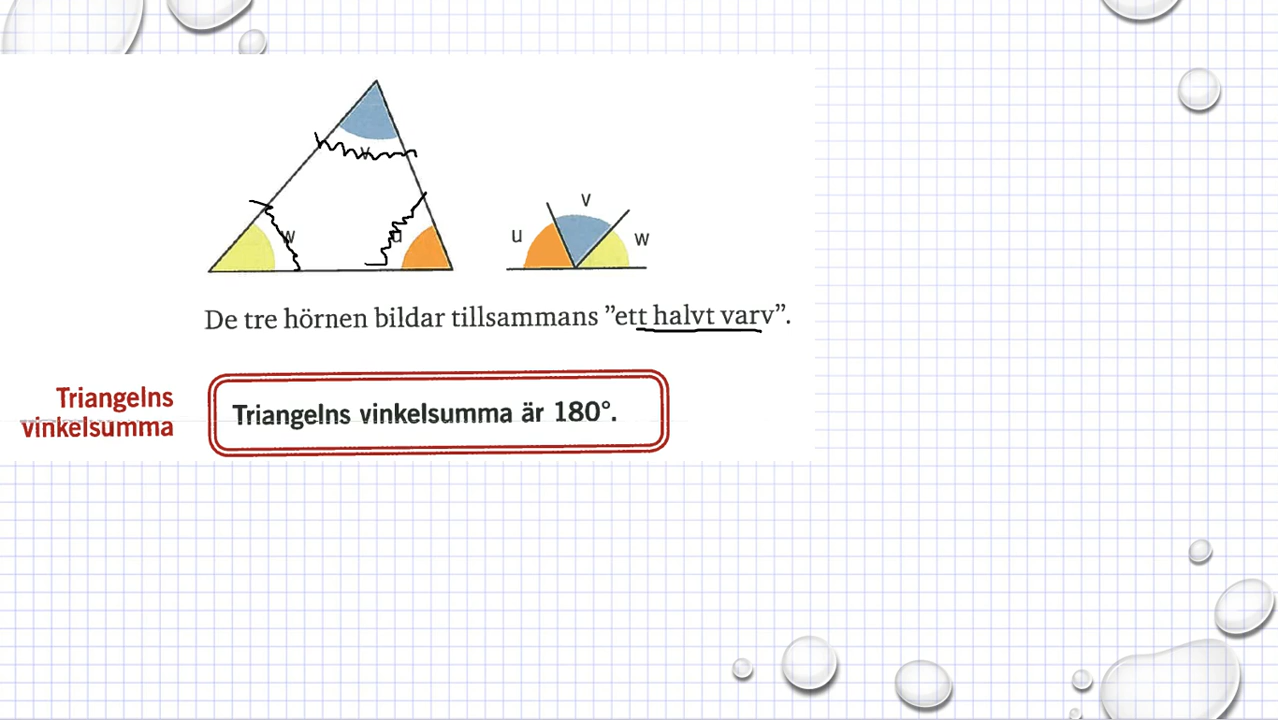 v
w
u
v
u
w
De tre hörnen bildar tillsammans ”ett halvt varv”.
Triangelns
vinkelsumma
Triangelns vinkelsumma är 180°.